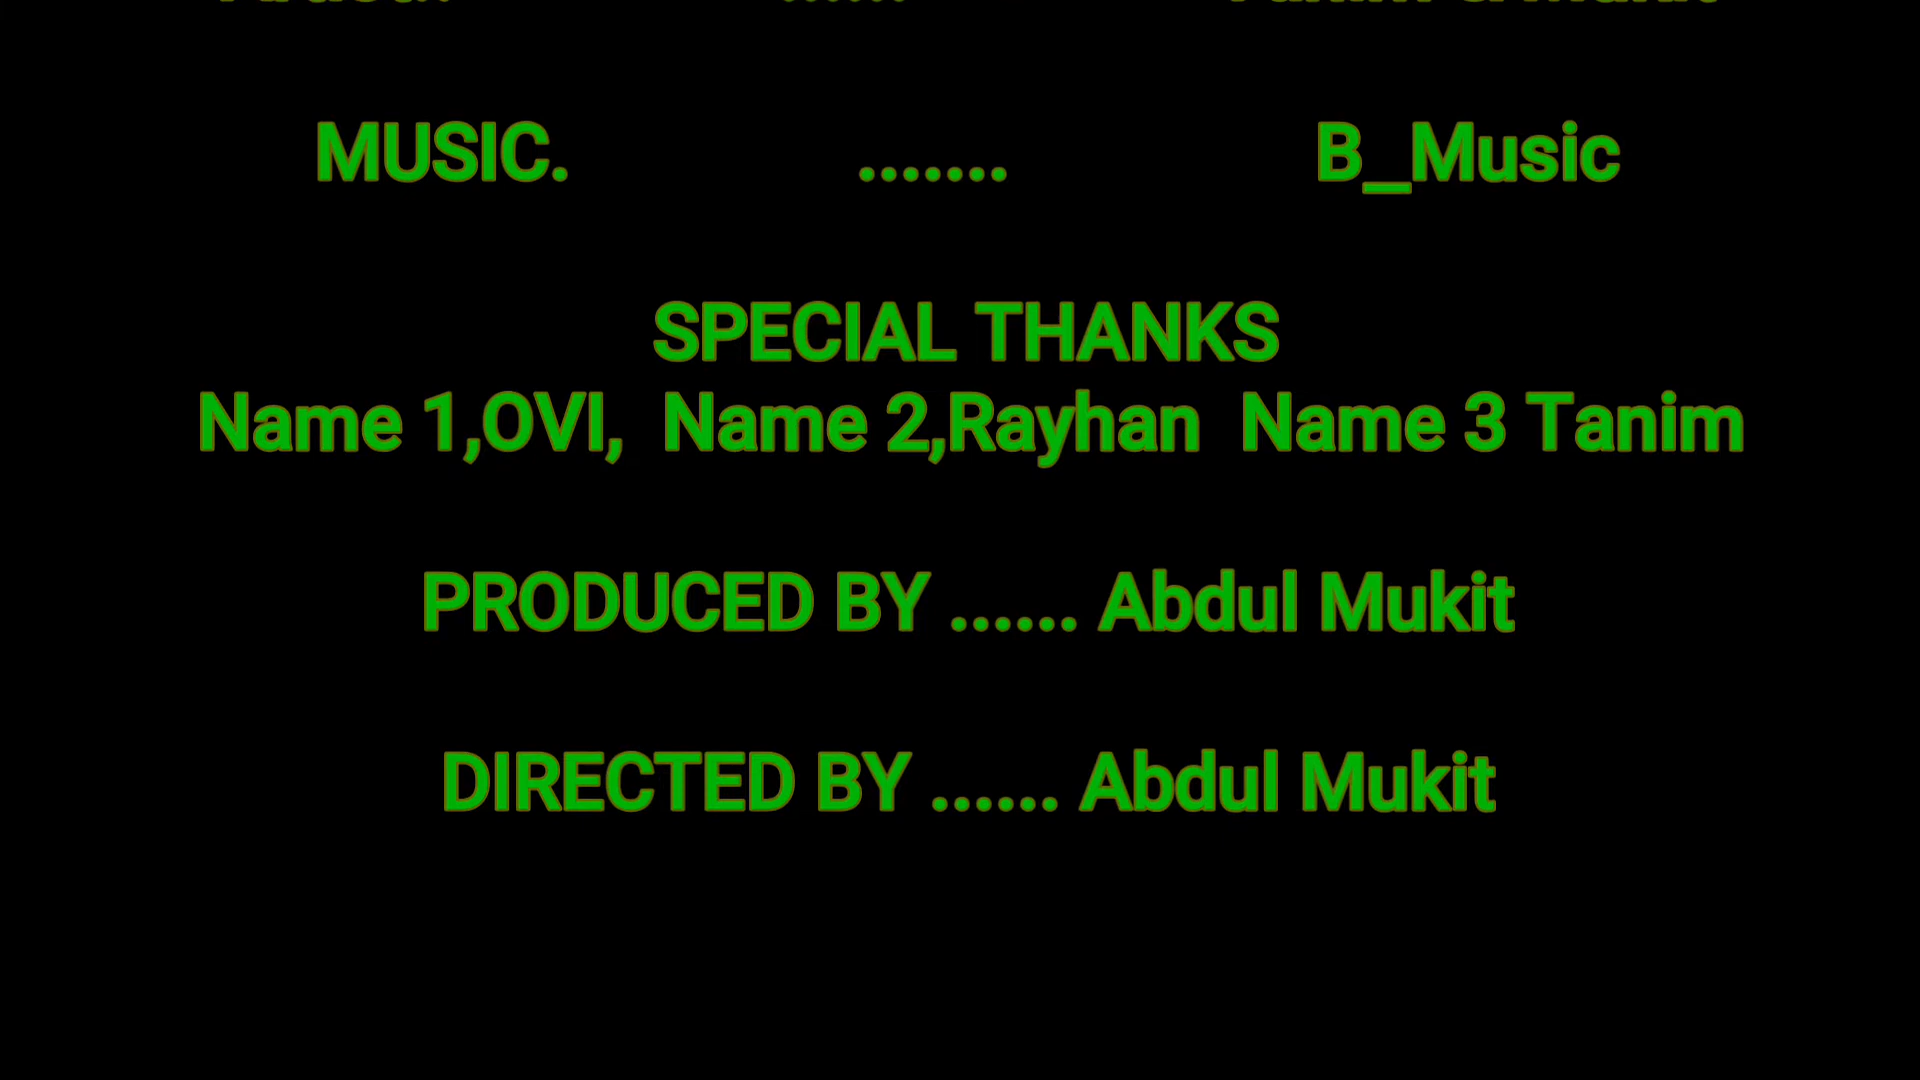 MUSIC. ....... B_Music
SPECIAL THANKS
Name 1,OVI, Name 2,Rayhan Name 3 Tanim
PRODUCED BY ...... Abdul Mukit
DIRECTED BY ...... Abdul Mukit